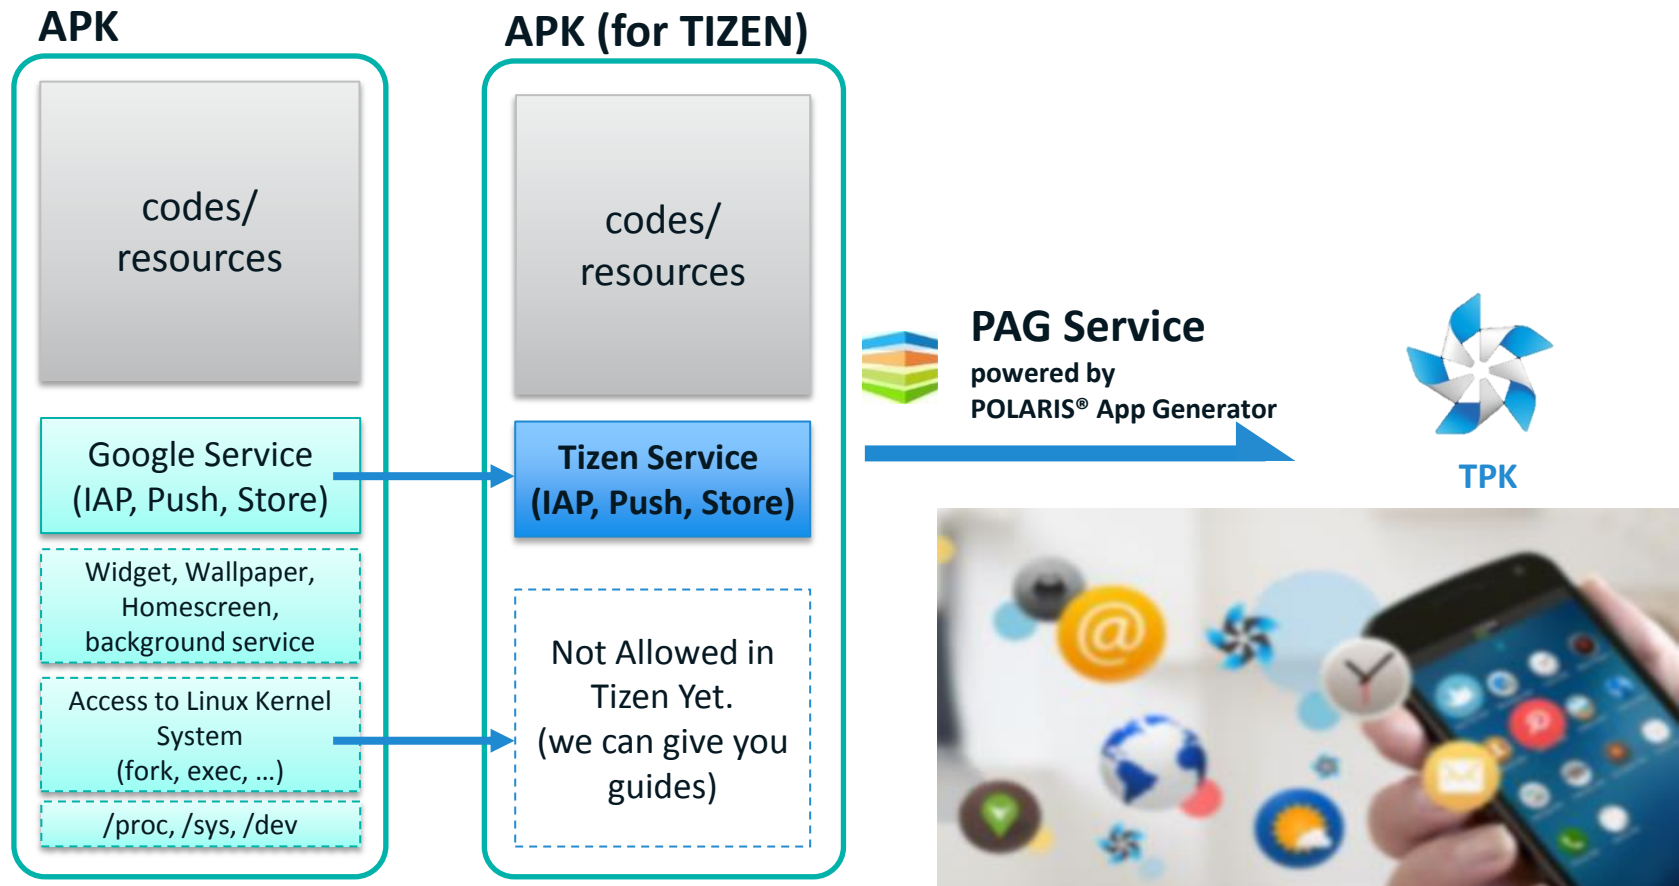 APK
codes/
resources
Google Service
(IAP, Push, Store)
Widget, Wallpaper,
Homescreen,
background service
Access to Linux Kernel
System
(fork, exec, ...)
/proc, /sys, /dev
APK (for TIZEN)
codes/
resources
Tizen Service
(IAP, Push, Store)
Not Allowed in
Tizen Yet.
(we can give you
guides)
PAG Service
powered by
POLARIS® App Generator
TPK